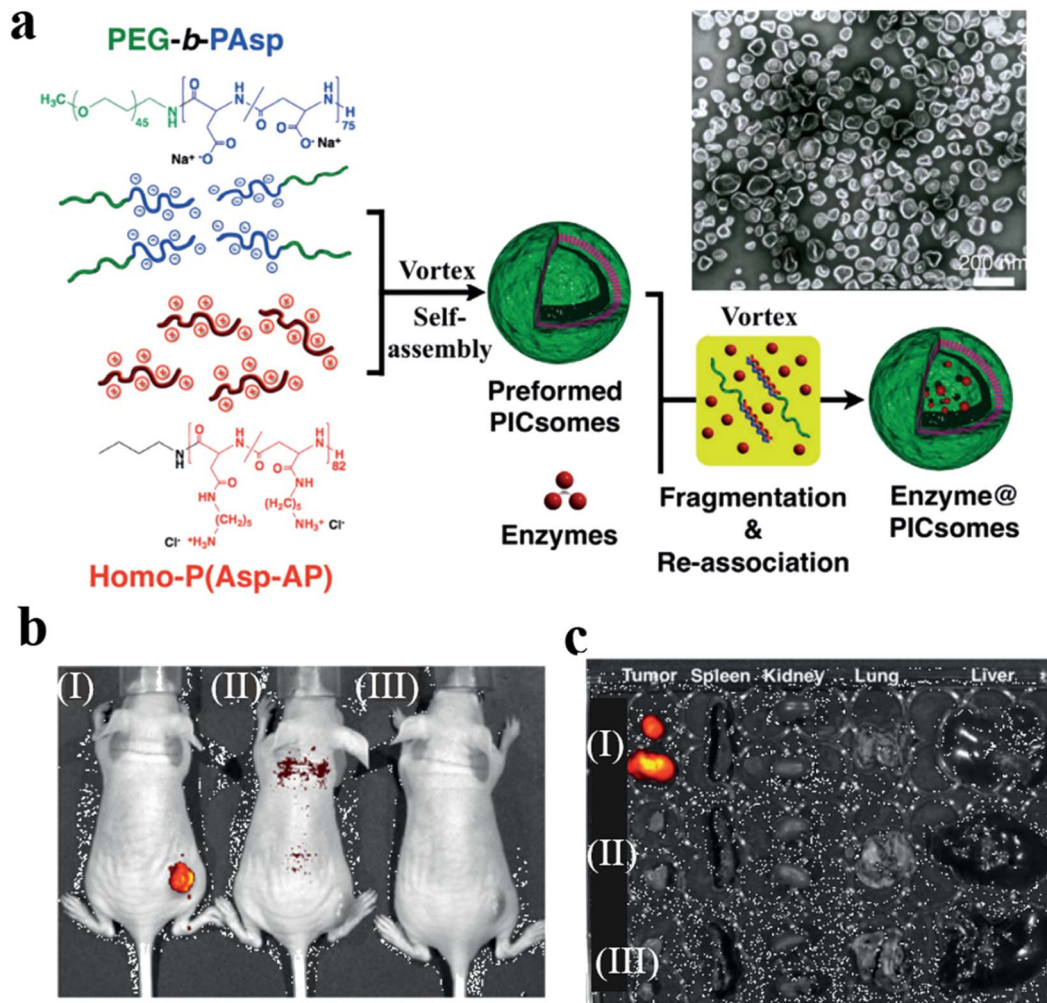 a
PEG-b-PAsp
H₃C
O
45
N
H
O
H
N
O
N
H
H
75
O
Na⁺ ⁻O
O
O⁻ Na⁺
200 nm
Vortex
Self-
assembly
Preformed
PICsomes
Enzymes
Vortex
Fragmentation
&
Re-association
Enzyme@
PICsomes
N
H
O
H
N
O
N
H
H
82
O
HN
(CH₂)₅
Cl⁻ ⁺H₃N
O
NH
(H₂C)₅
NH₃⁺ Cl⁻
Homo-P(Asp-AP)
b
(I)
(II)
(III)
c
Tumor Spleen Kidney Lung Liver
(I)
(II)
(III)